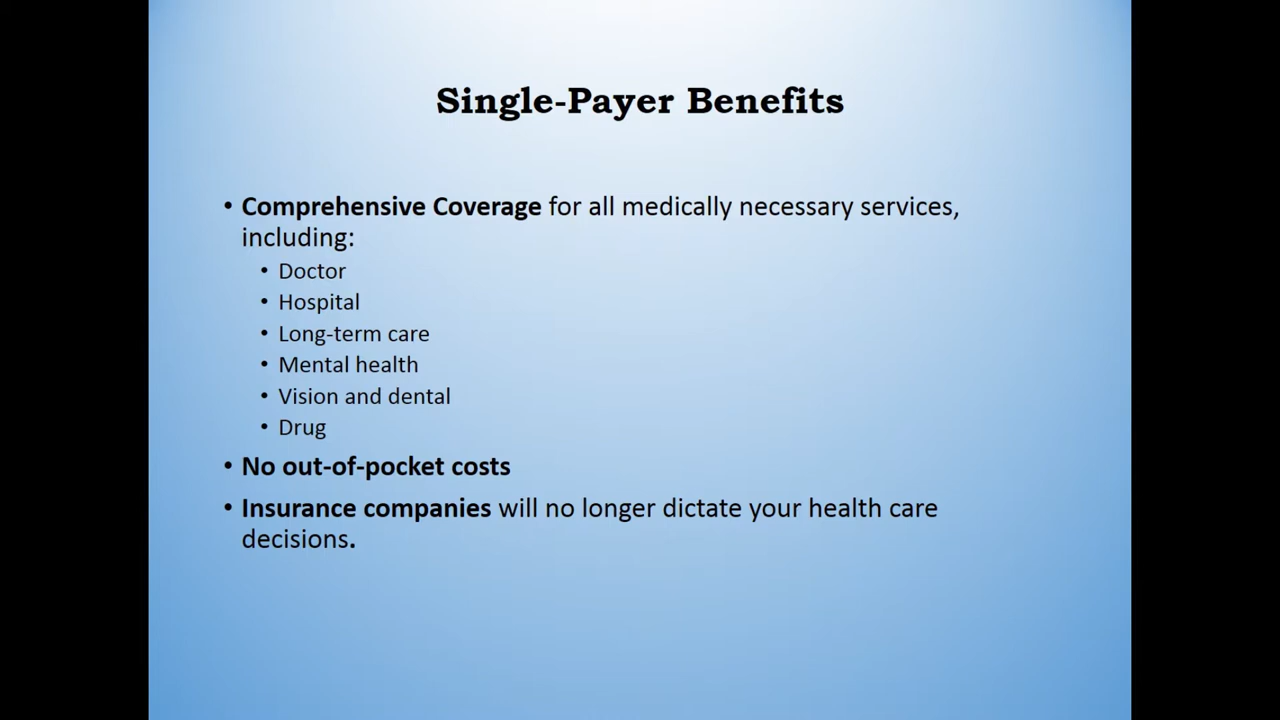 Single-Payer Benefits
• Comprehensive Coverage for all medically necessary services,
including:
• Doctor
• Hospital
• Long-term care
• Mental health
• Vision and dental
• Drug
• No out-of-pocket costs
• Insurance companies will no longer dictate your health care
decisions.